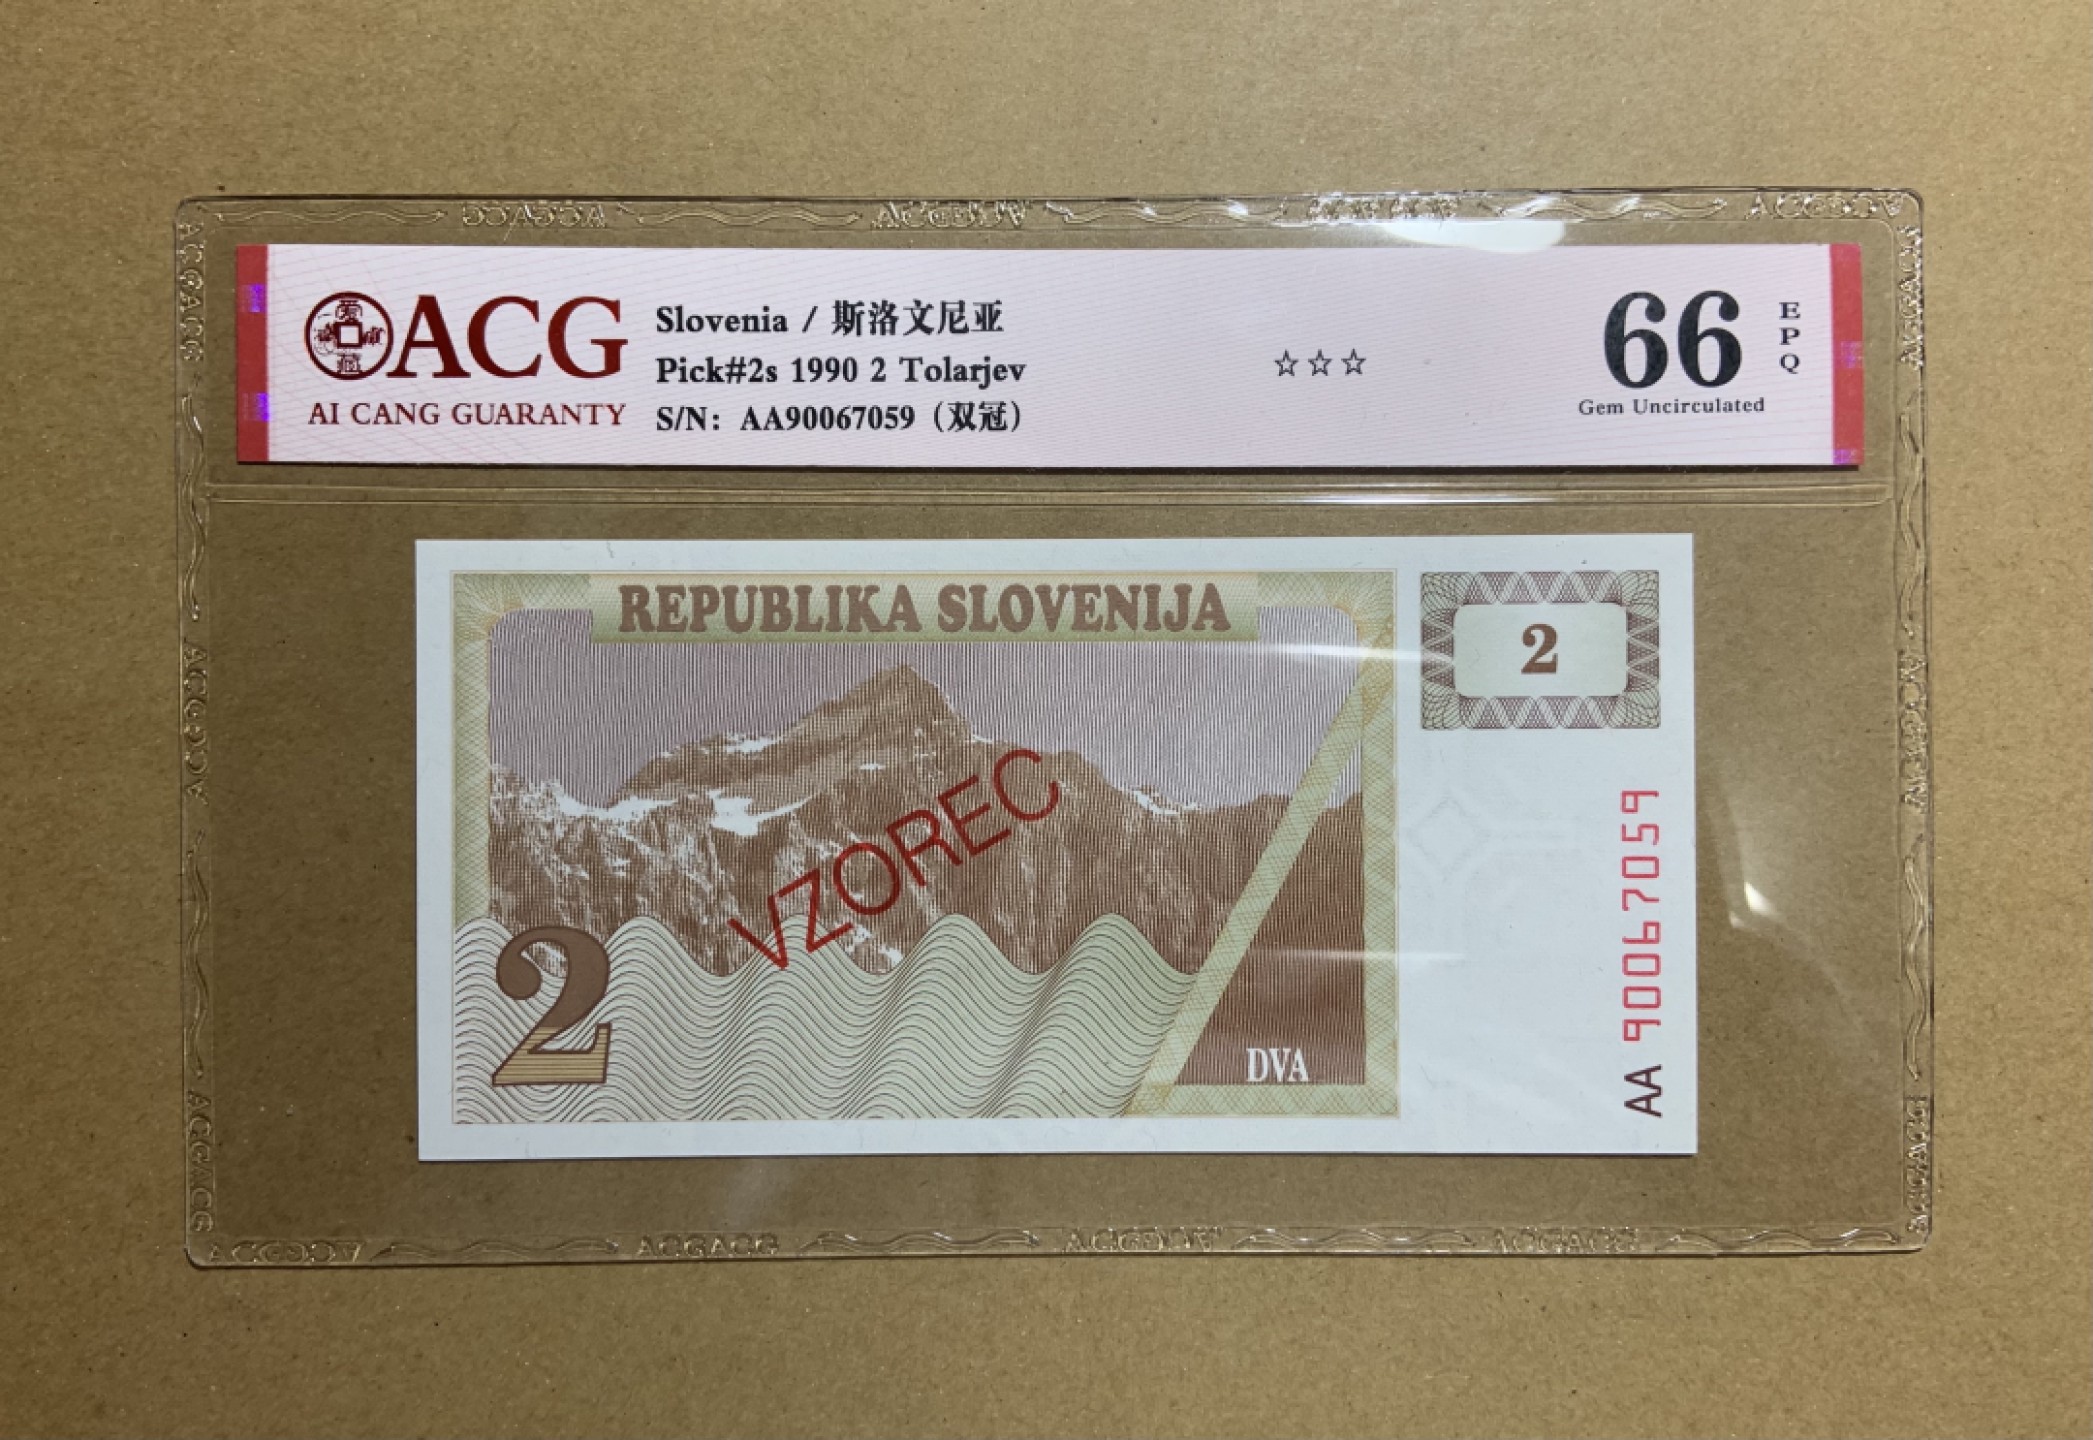 ACG
AI CANG GUARANTY
Slovenia / 斯洛文尼亚
Pick#2s 1990 2 Tolarjev
S/N: AA90067059（双冠）
☆☆☆
66
EPQ
Gem Uncirculated
REPUBLIKA SLOVENIJA
2
VZOREC
2
DVA
AA 90067059